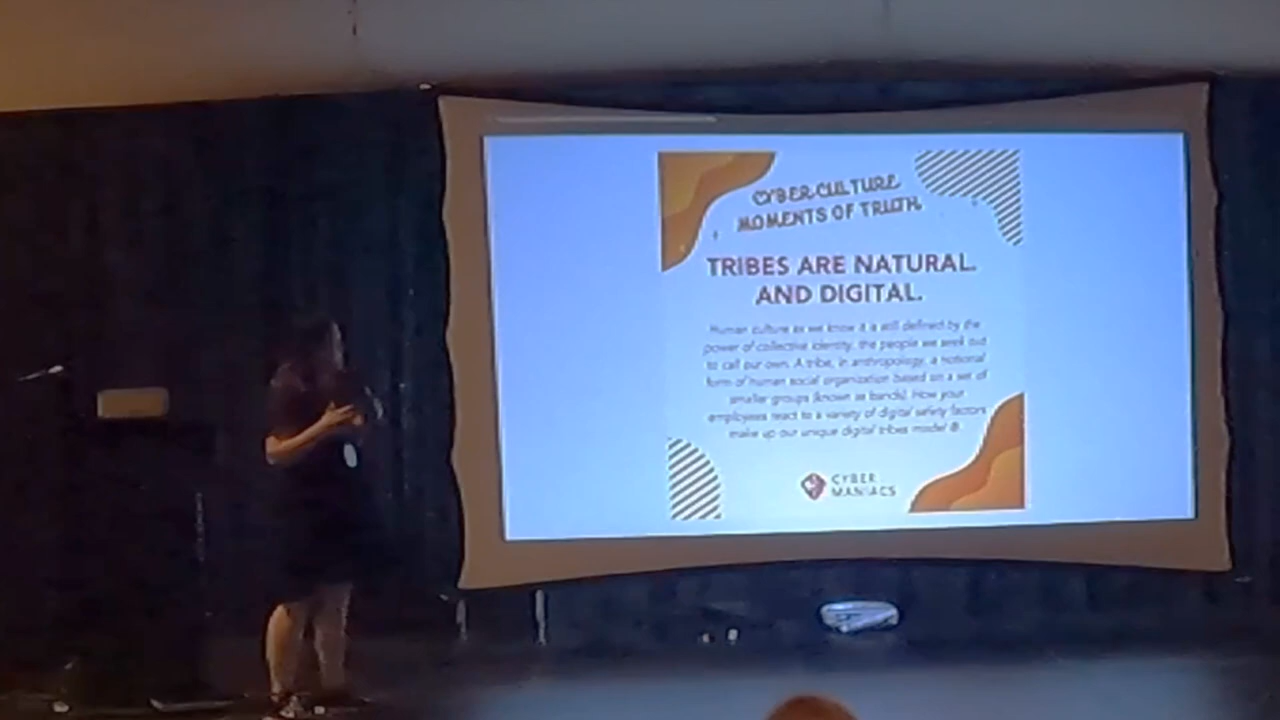 CYBER CULTURE
MOMENTS OF TRUTH
TRIBES ARE NATURAL.
AND DIGITAL.
Human culture as we know it is still defined by the
power of collective identity, the people we seek out
to call our own. A tribe, in anthropology, a notional
form of human social organization based on a set of
smaller groups (known as bands). How your
employees react to a variety of digital safety factors
make up our unique digital tribes model ®.
CYBER
MANIACS